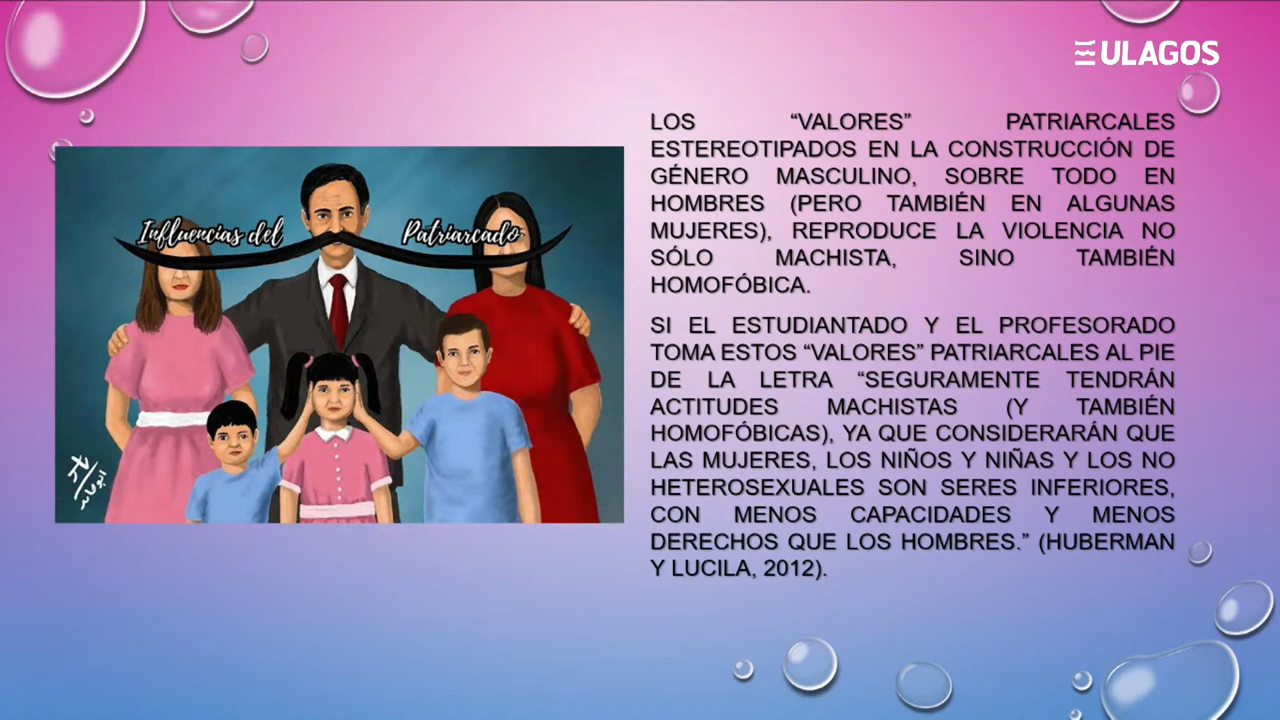 ULAGOS
Influencias del Patriarcado
LOS “VALORES” PATRIARCALES
ESTEREOTIPADOS EN LA CONSTRUCCIÓN DE
GÉNERO MASCULINO, SOBRE TODO EN
HOMBRES (PERO TAMBIÉN EN ALGUNAS
MUJERES), REPRODUCE LA VIOLENCIA NO
SÓLO MACHISTA, SINO TAMBIÉN
HOMOFÓBICA.
SI EL ESTUDIANTADO Y EL PROFESORADO
TOMA ESTOS “VALORES” PATRIARCALES AL PIE
DE LA LETRA “SEGURAMENTE TENDRÁN
ACTITUDES MACHISTAS (Y TAMBIÉN
HOMOFÓBICAS), YA QUE CONSIDERARÁN QUE
LAS MUJERES, LOS NIÑOS Y NIÑAS Y LOS NO
HETEROSEXUALES SON SERES INFERIORES,
CON MENOS CAPACIDADES Y MENOS
DERECHOS QUE LOS HOMBRES.” (HUBERMAN
Y LUCILA, 2012).